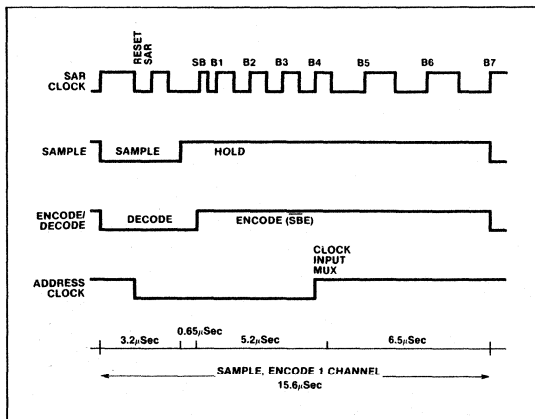 RESET
SAR
SB B1 B2 B3 B4 B5 B6 B7
SAR
CLOCK
SAMPLE
SAMPLE
HOLD
ENCODE/
DECODE
DECODE
ENCODE (S̅B̅E̅)
CLOCK
INPUT
MUX
ADDRESS
CLOCK
0.65μSec
3.2μSec
5.2μSec
6.5μSec
SAMPLE, ENCODE 1 CHANNEL
15.6μSec